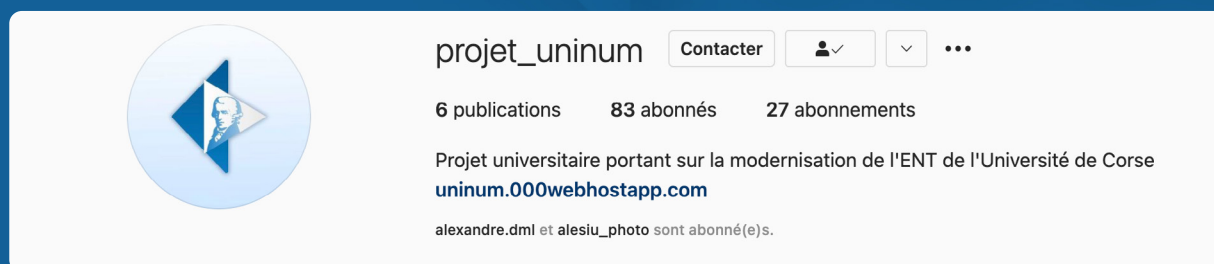 projet_uninum Contacter
6 publications 83 abonnés 27 abonnements
Projet universitaire portant sur la modernisation de l'ENT de l'Université de Corse
uninum.000webhostapp.com
alexandre.dml et alesiu_photo sont abonné(e)s.